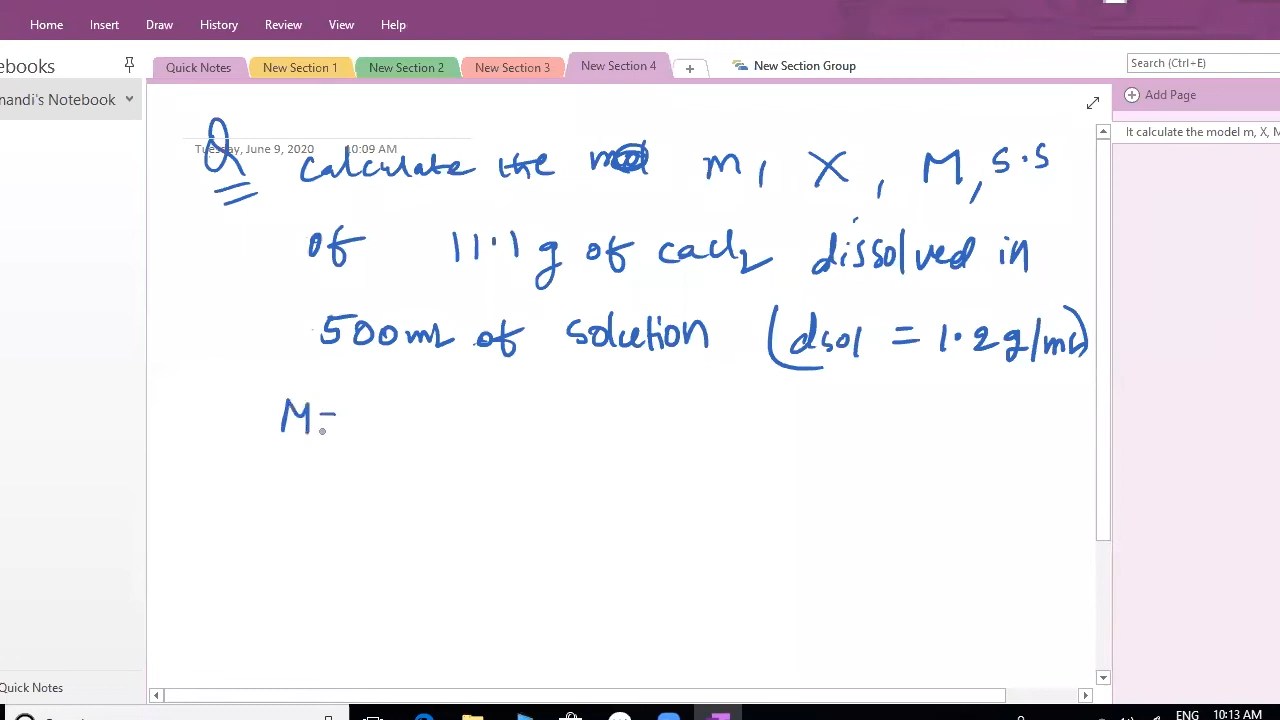 Home Insert Draw History Review View Help
ebooks
Quick Notes New Section 1 New Section 2 New Section 3 New Section 4 + New Section Group Search (Ctrl+E)
nandi's Notebook
Add Page
Tuesday, June 9, 2020 10:09 AM
It calculate the model m, X, M
Q calculate the m, X, M, S.S
of 11.1 g of cacl2 dissolved in
500mL of solution (dsol = 1.2g/mL)
M=
Quick Notes
ENG 10:13 AM